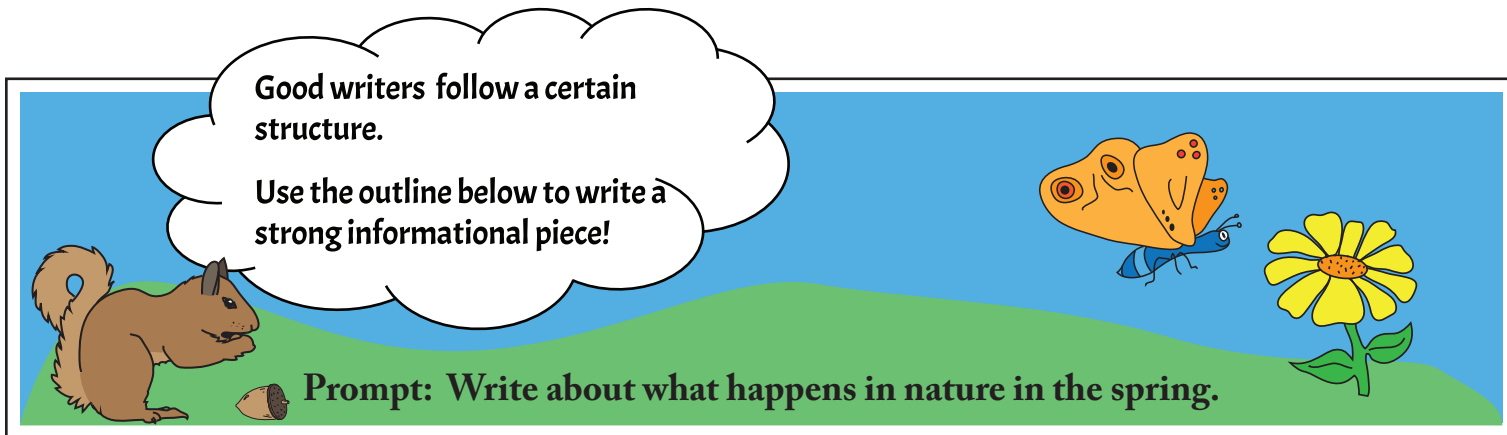 Good writers  follow a certain
structure.
Use the outline below to write a
strong informational piece!
Prompt:  Write about what happens in nature in the spring.